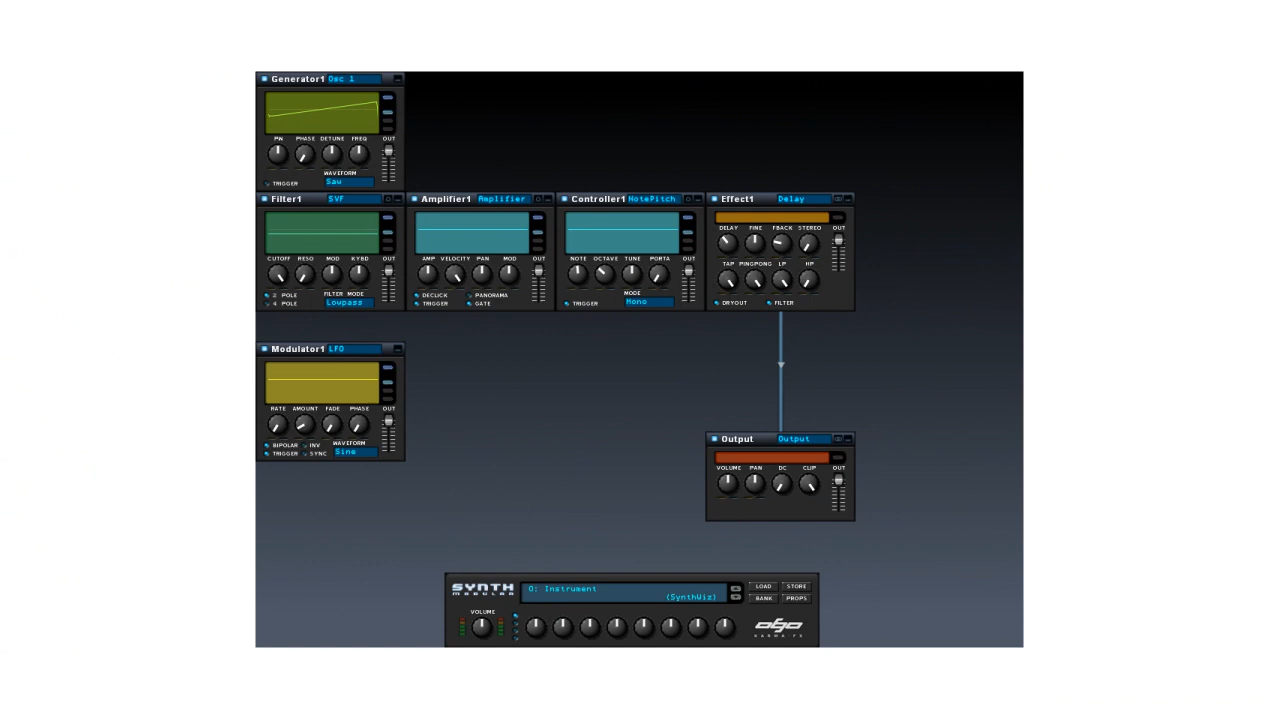 Generator1 Osc 1
PW PHASE DETUNE FREQ OUT
WAVEFORM
TRIGGER Saw
Filter1 SVF
CUTOFF RESO MOD KYBD OUT
2 POLE FILTER MODE
4 POLE Lowpass
Amplifier1 Amplifier
AMP VELOCITY PAN MOD OUT
DECLICK PANORAMA
TRIGGER GATE
Controller1 NotePitch
NOTE OCTAVE TUNE PORTA OUT
MODE
TRIGGER Mono
Effect1 Delay
DELAY FINE FBACK STEREO OUT
TAP PINGPONG LP HP
DRYOUT FILTER
Modulator1 LFO
RATE AMOUNT FADE PHASE OUT
BIPOLAR INV WAVEFORM
TRIGGER SYNC Sine
Output Output
VOLUME PAN DC CLIP OUT
SYNTH
MODULAR
0: Instrument
(SynthWiz)
LOAD STORE
BANK PROPS
VOLUME
KARMA-FX